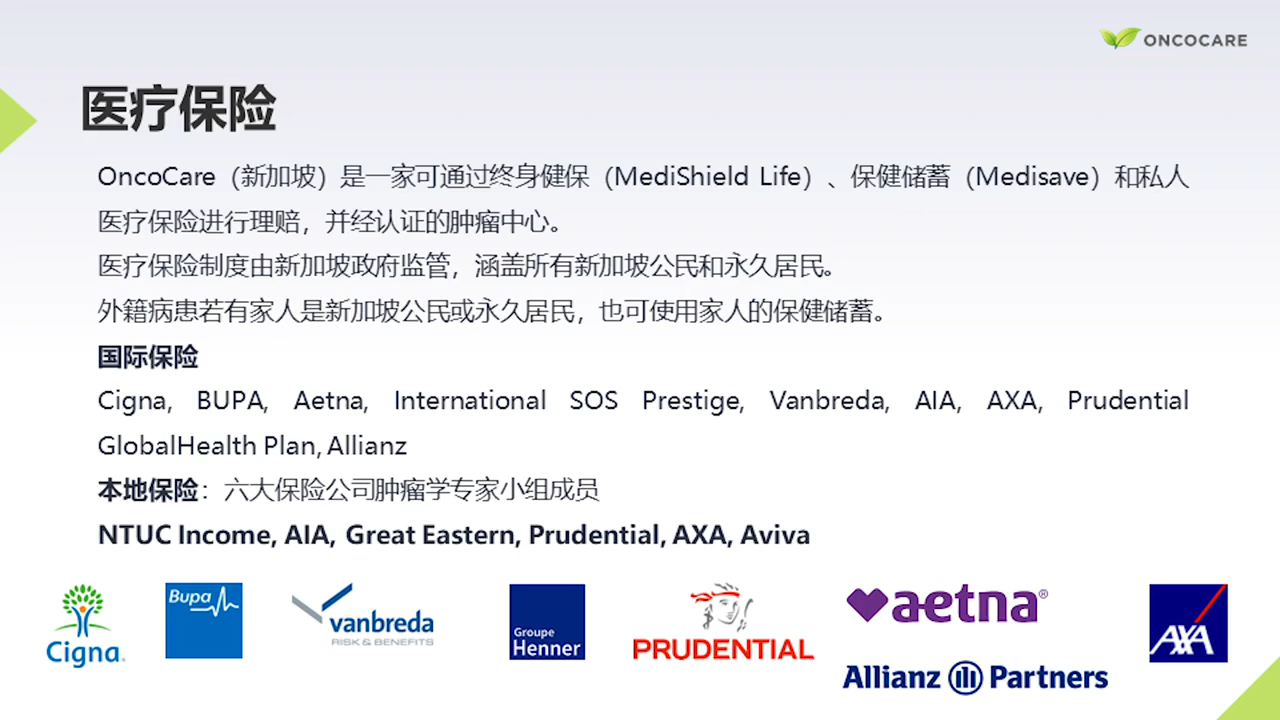 ONCOCARE
医疗保险
OncoCare（新加坡）是一家可通过终身健保（MediShield Life）、保健储蓄（Medisave）和私人
医疗保险进行理赔，并经认证的肿瘤中心。
医疗保险制度由新加坡政府监管，涵盖所有新加坡公民和永久居民。
外籍病患若有家人是新加坡公民或永久居民，也可使用家人的保健储蓄。
国际保险
Cigna, BUPA, Aetna, International SOS Prestige, Vanbreda, AIA, AXA, Prudential
GlobalHealth Plan, Allianz
本地保险：六大保险公司肿瘤学专家小组成员
NTUC Income, AIA, Great Eastern, Prudential, AXA, Aviva
Cigna.
Bupa
vanbreda
RISK & BENEFITS
Groupe
Henner
PRUDENTIAL
aetna®
Allianz Partners
AXA